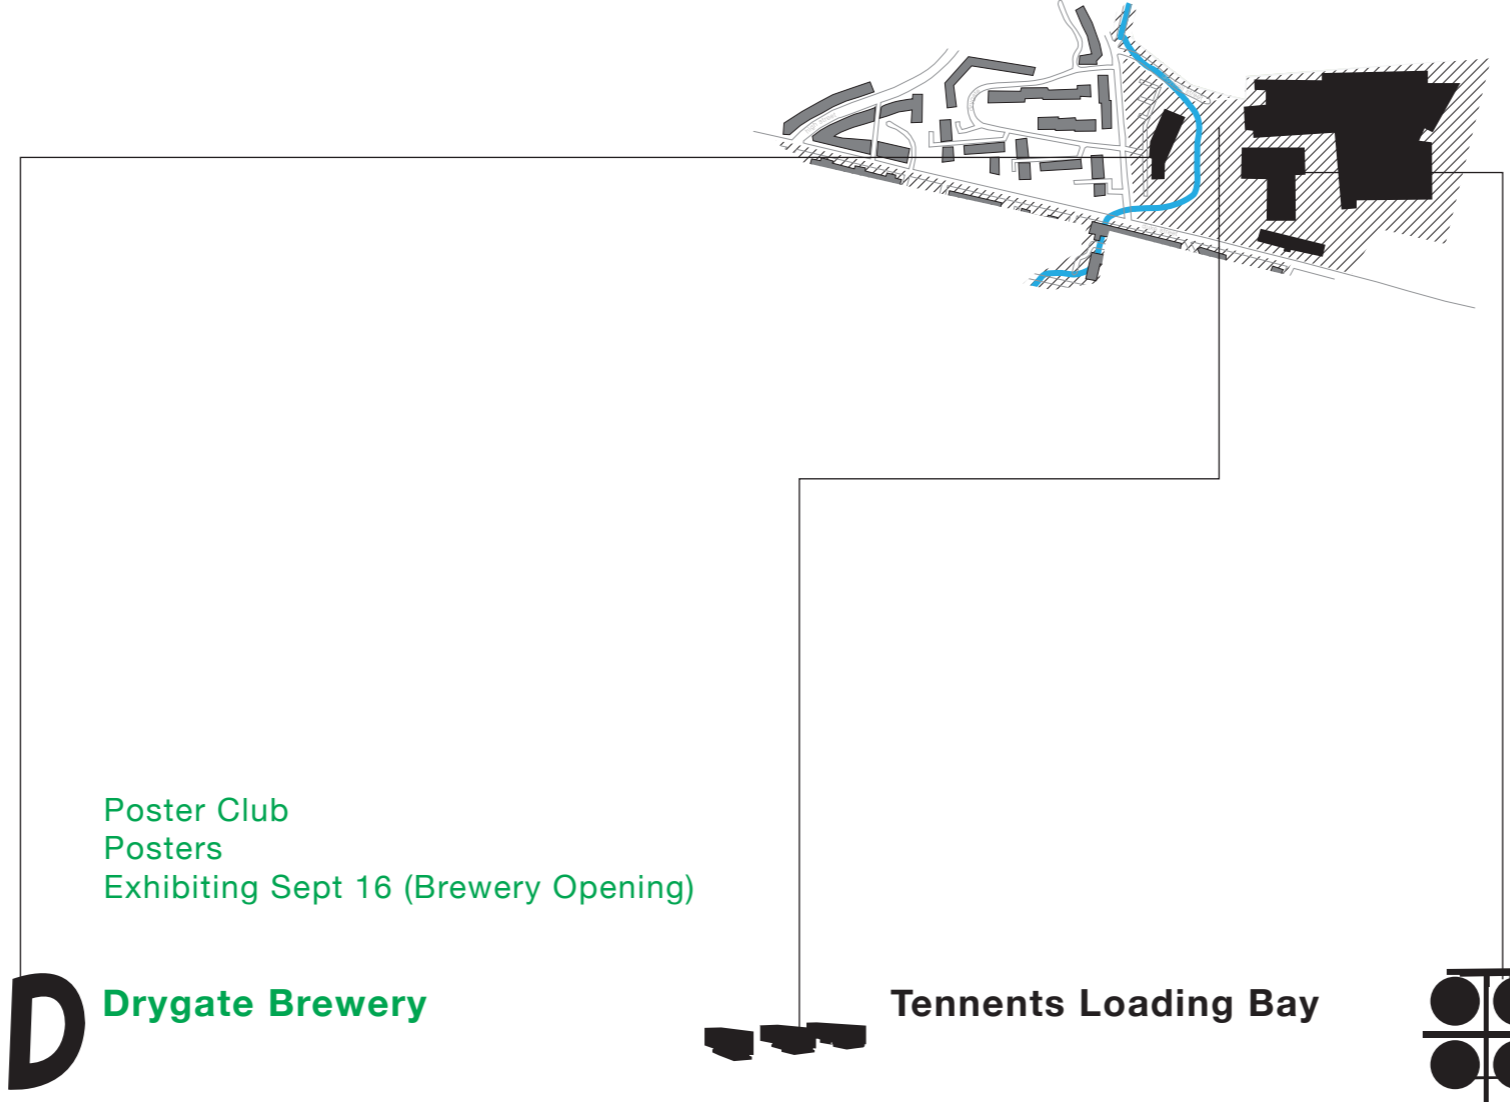 Poster Club
Posters
Exhibiting Sept 16 (Brewery Opening)
D
Drygate Brewery
Tennents Loading Bay